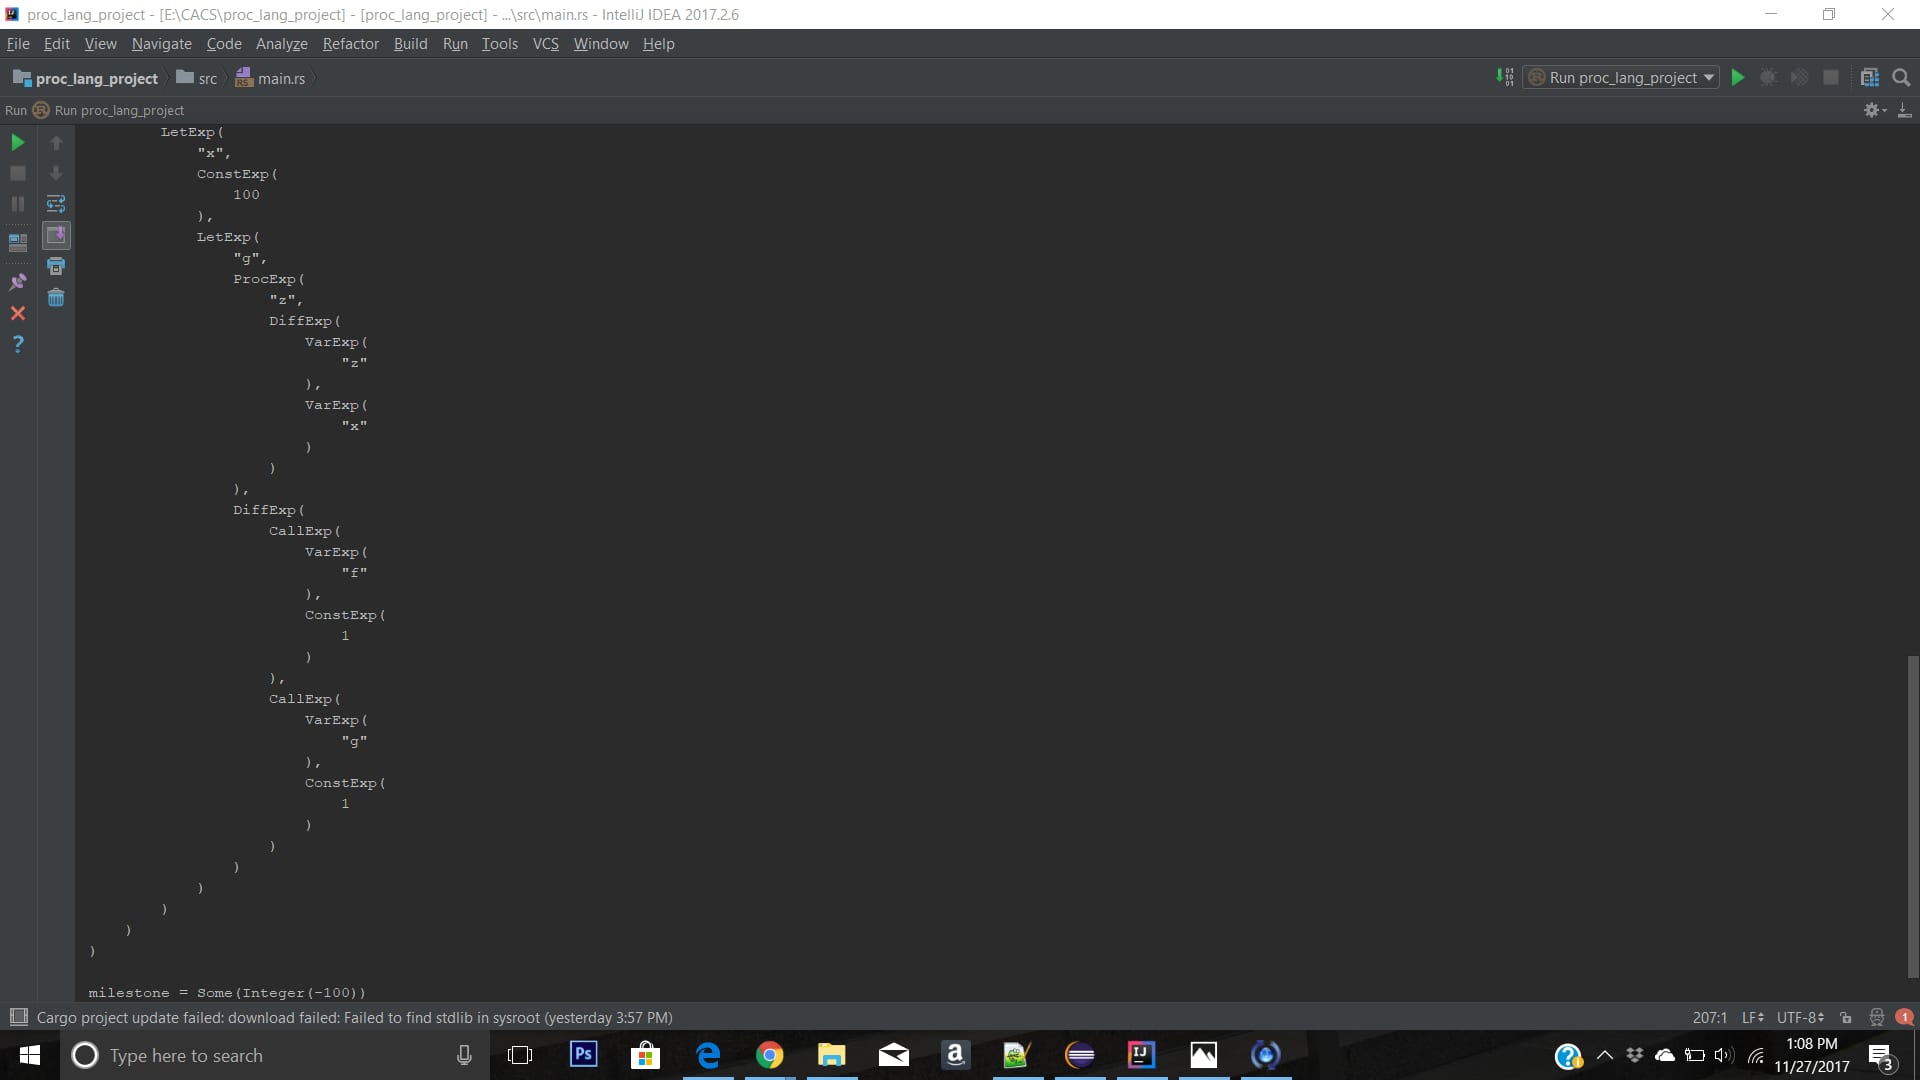 proc_lang_project - [E:\CACS\proc_lang_project] - [proc_lang_project] - ...\src\main.rs - IntelliJ IDEA 2017.2.6
File Edit View Navigate Code Analyze Refactor Build Run Tools VCS Window Help
proc_lang_project src main.rs Run proc_lang_project
Run Run proc_lang_project
        LetExp(
            "x",
            ConstExp(
                100
            ),
            LetExp(
                "g",
                ProcExp(
                    "z",
                    DiffExp(
                        VarExp(
                            "z"
                        ),
                        VarExp(
                            "x"
                        )
                    )
                ),
                DiffExp(
                    CallExp(
                        VarExp(
                            "f"
                        ),
                        ConstExp(
                            1
                        )
                    ),
                    CallExp(
                        VarExp(
                            "g"
                        ),
                        ConstExp(
                            1
                        )
                    )
                )
            )
        )
    )
)
milestone = Some(Integer(-100))
Cargo project update failed: download failed: Failed to find stdlib in sysroot (yesterday 3:57 PM) 207:1 LF UTF-8 1
Type here to search Ps a IJ 1:08 PM
11/27/2017 3